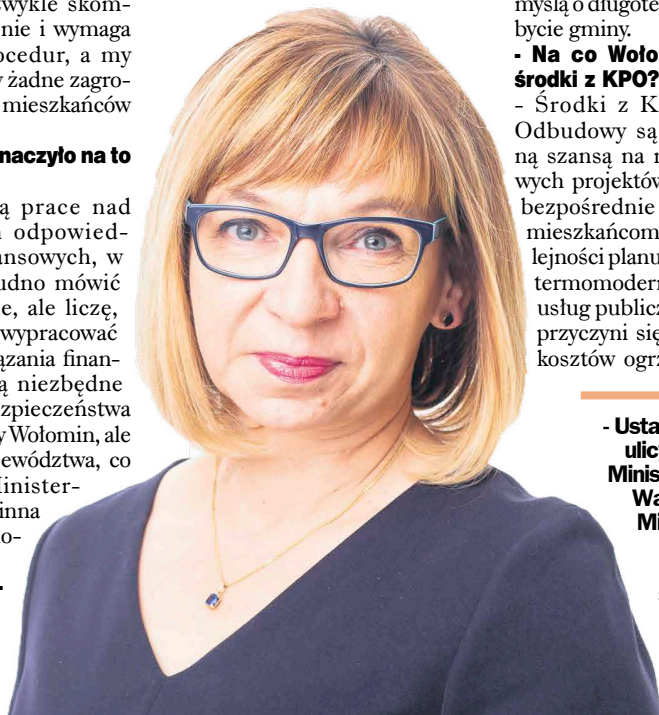 zwykle skom-
nie i wymaga
ocedur, a my
żadne zagro-
mieszkańców
naczyło na to
ą prace nad
odpowied-
ansowych, w
udno mówić
e, ale liczę,
wypracować
ązania finan-
ą niezbędne
zpieczeństwa
y Wołomin, ale
ewództwa, co
Minister-
inna
o-
myślą o długote
bycie gminy.
- Na co Woło
środki z KPO?
- Środki z K
Odbudowy są
ną szansą na r
wych projektów
bezpośrednie
mieszkańcom
lejności planu
termomodern
usług publicz
przyczyni się
kosztów ogrz
- Usta
ulic
Minis
Wa
Mi